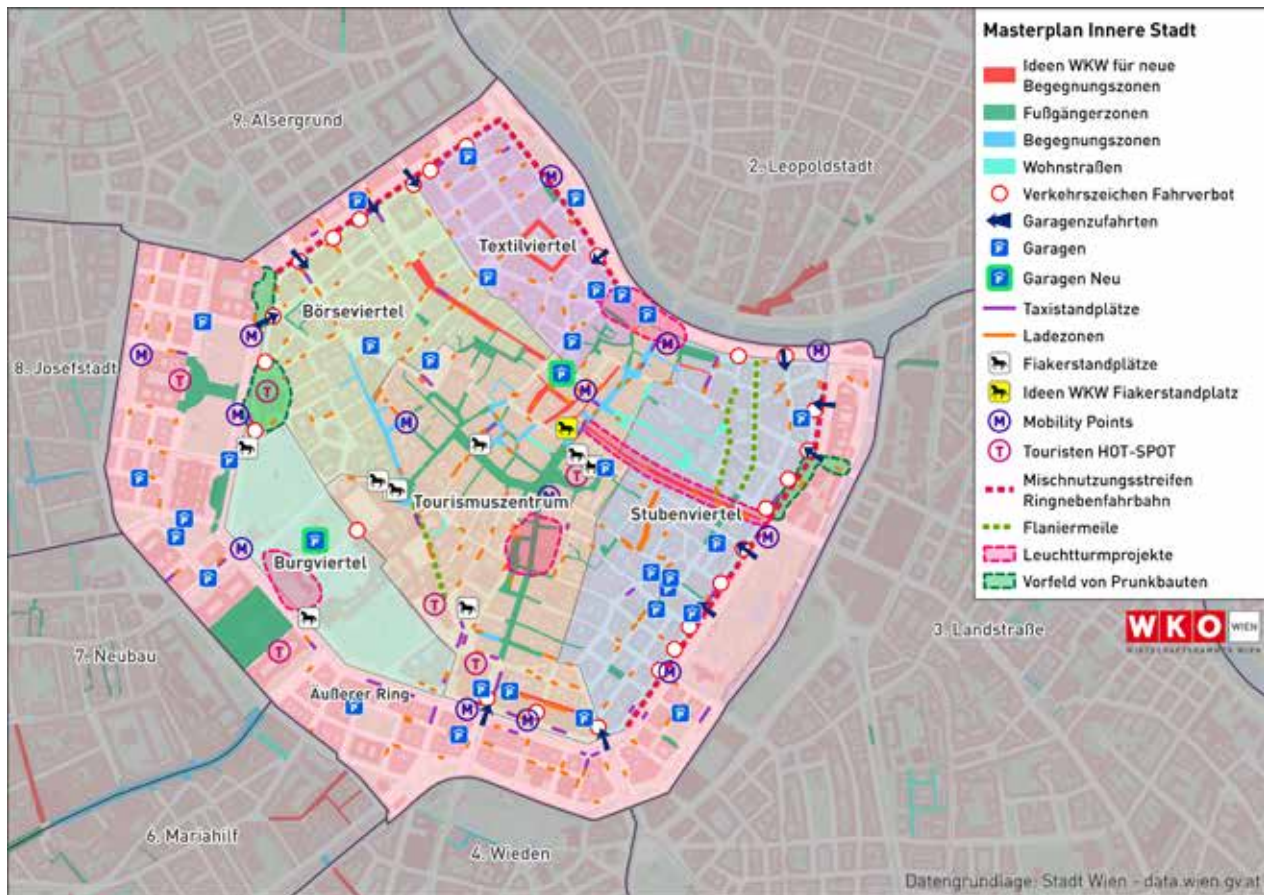 Masterplan Innere Stadt
Ideen WKW für neue
Begegnungszonen
Fußgängerzonen
Begegnungszonen
Wohnstraßen
Verkehrszeichen Fahrverbot
Garagenzufahrten
Garagen
Garagen Neu
Taxistandplätze
Ladezonen
Fiakerstandplätze
Ideen WKW Fiakerstandplatz
Mobility Points
Touristen HOT-SPOT
Mischnutzungsstreifen
Ringnebenfahrbahn
Flaniermeile
Leuchtturmprojekte
Vorfeld von Prunkbauten
9. Alsergrund
2. Leopoldstadt
Textilviertel
Börseviertel
8. Josefstadt
Tourismuszentrum
Stubenviertel
Burgviertel
WKO WIEN
WIRTSCHAFTSKAMMER WIEN
3. Landstraße
7. Neubau
Äußerer Ring
6. Mariahilf
4. Wieden
Datengrundlage: Stadt Wien - data.wien.gv.at